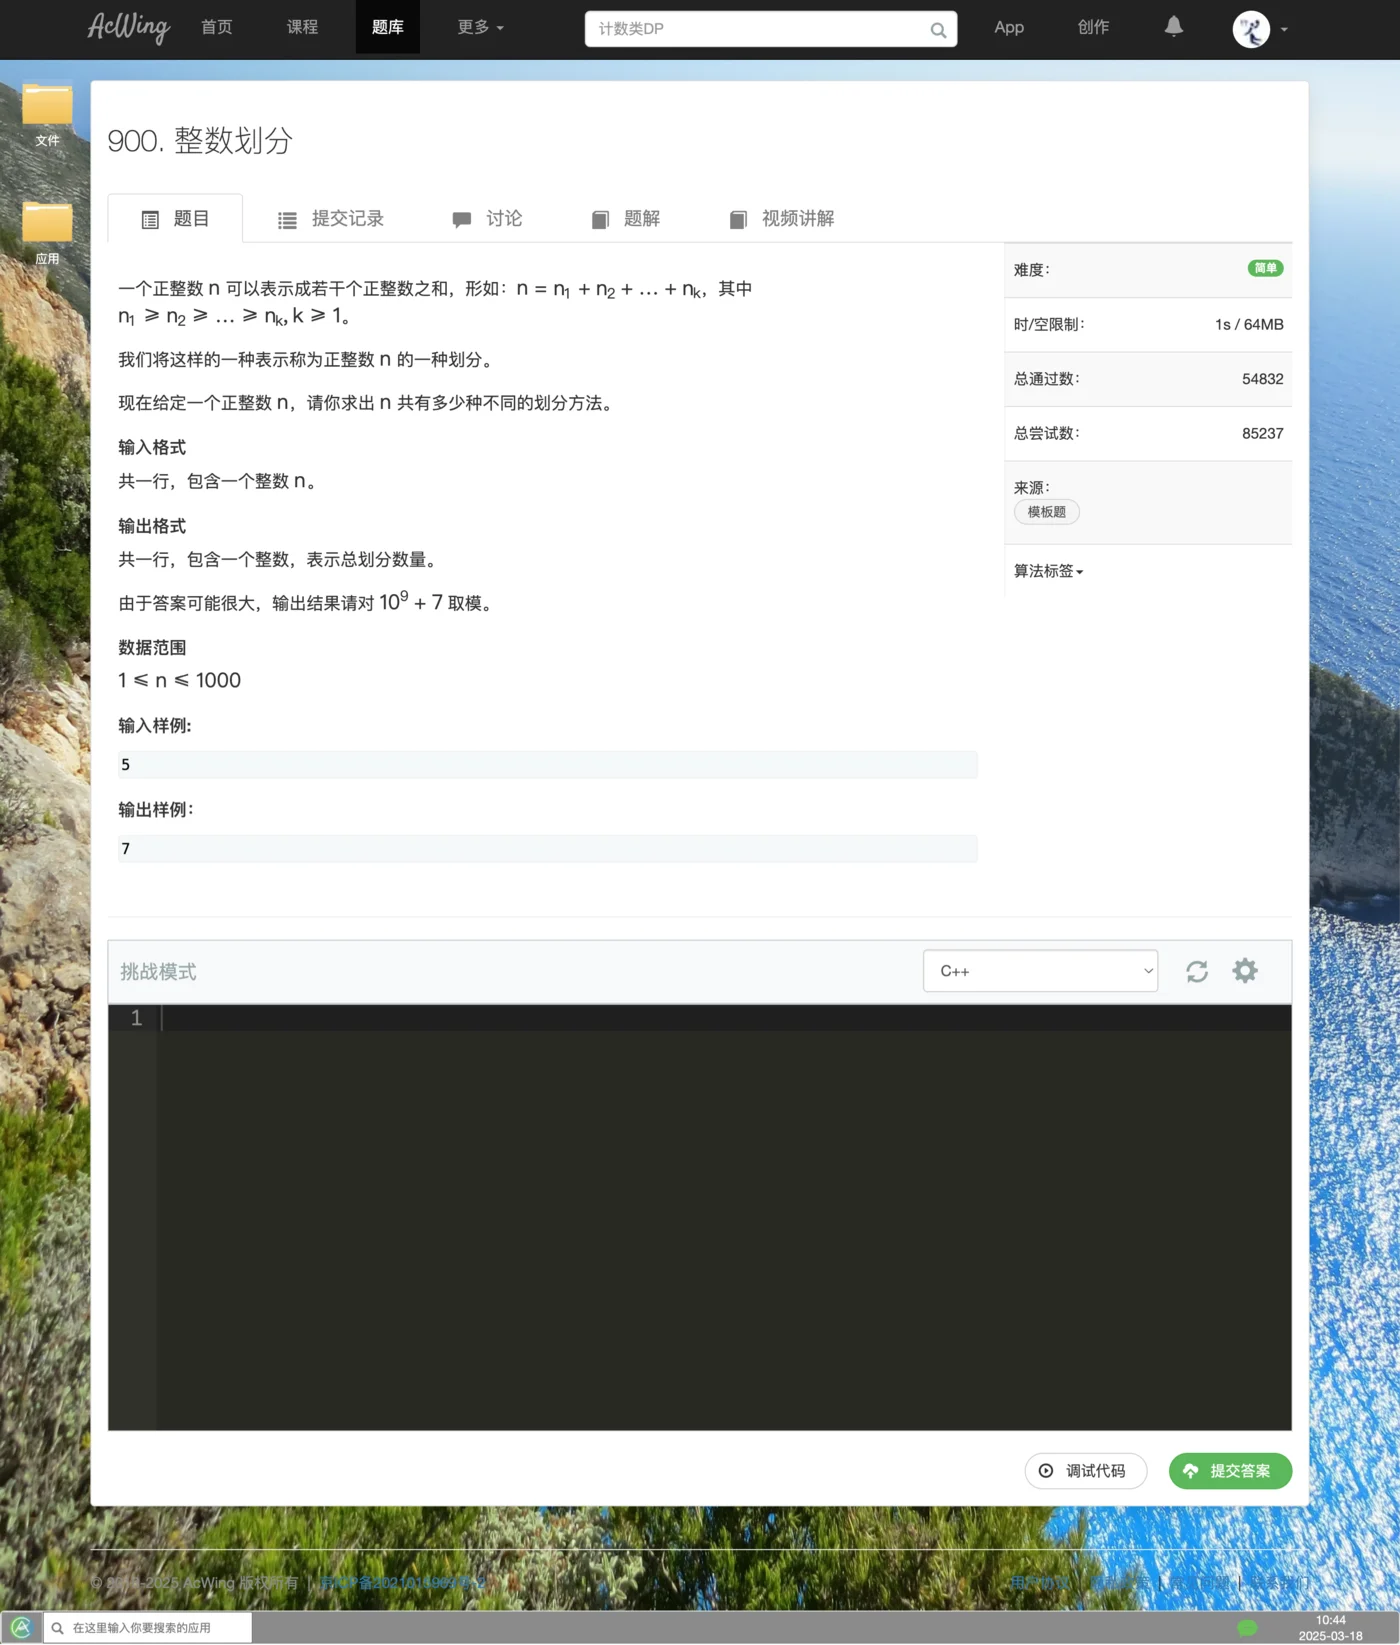 AcWing
首页
课程
题库
更多
计数类DP
App
创作
文件
应用
900. 整数划分
题目
提交记录
讨论
题解
视频讲解
一个正整数 n 可以表示成若干个正整数之和，形如：n = n₁ + n₂ + … + nₖ，其中
n₁ ⩾ n₂ ⩾ … ⩾ nₖ, k ⩾ 1。
我们将这样的一种表示称为正整数 n 的一种划分。
现在给定一个正整数 n，请你求出 n 共有多少种不同的划分方法。
输入格式
共一行，包含一个整数 n。
输出格式
共一行，包含一个整数，表示总划分数量。
由于答案可能很大，输出结果请对 10⁹ + 7 取模。
数据范围
1 ⩽ n ⩽ 1000
输入样例:
5
输出样例：
7
难度：
简单
时/空限制：
1s / 64MB
总通过数：
54832
总尝试数：
85237
来源：
模板题
算法标签
挑战模式
C++
1
调试代码
提交答案
AcWing 版权所有
在这里输入你要搜索的应用
10:44
2025-03-18